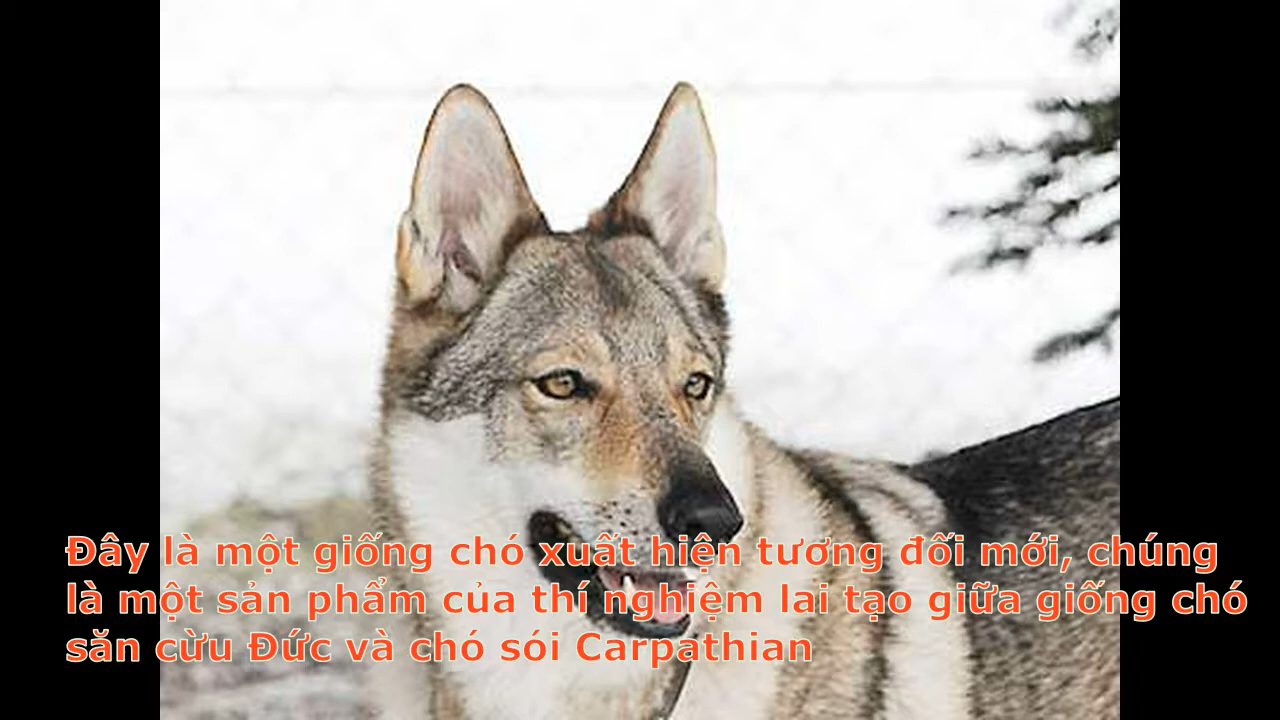 Đây là một giống chó xuất hiện tương đối mới, chúng
là một sản phẩm của thí nghiệm lai tạo giữa giống chó
săn cừu Đức và chó sói Carpathian